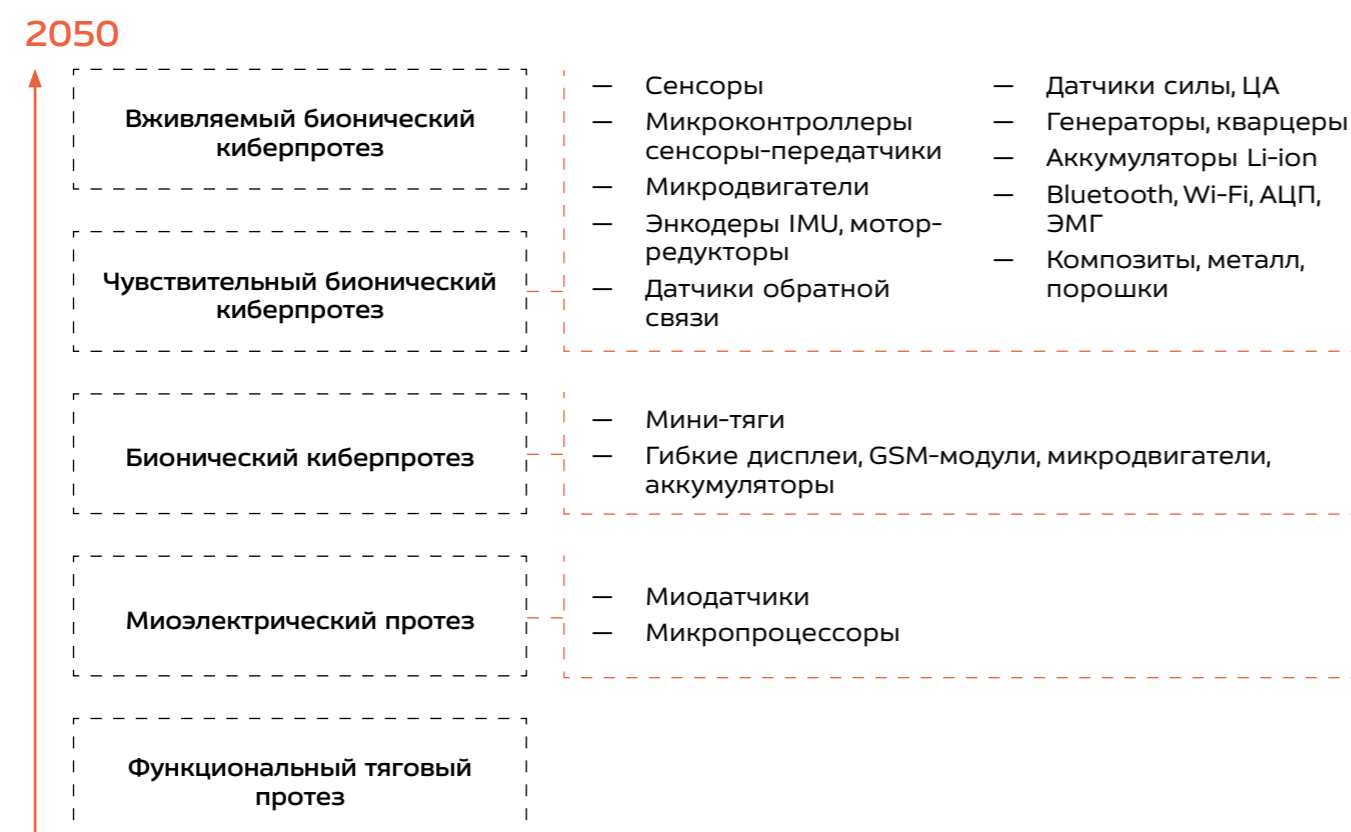 2050
Вживляемый бионический
киберпротез
Чувствительный бионический
киберпротез
— Сенсоры
— Микроконтроллеры
сенсоры-передатчики
— Микродвигатели
— Энкодеры IMU, мотор-
редукторы
— Датчики обратной
связи
— Датчики силы, ЦА
— Генераторы, кварцеры
— Аккумуляторы Li-ion
— Bluetooth, Wi-Fi, АЦП,
ЭМГ
— Композиты, металл,
порошки
Бионический киберпротез
— Мини-тяги
— Гибкие дисплеи, GSM-модули, микродвигатели,
аккумуляторы
Миоэлектрический протез
— Миодатчики
— Микропроцессоры
Функциональный тяговый
протез